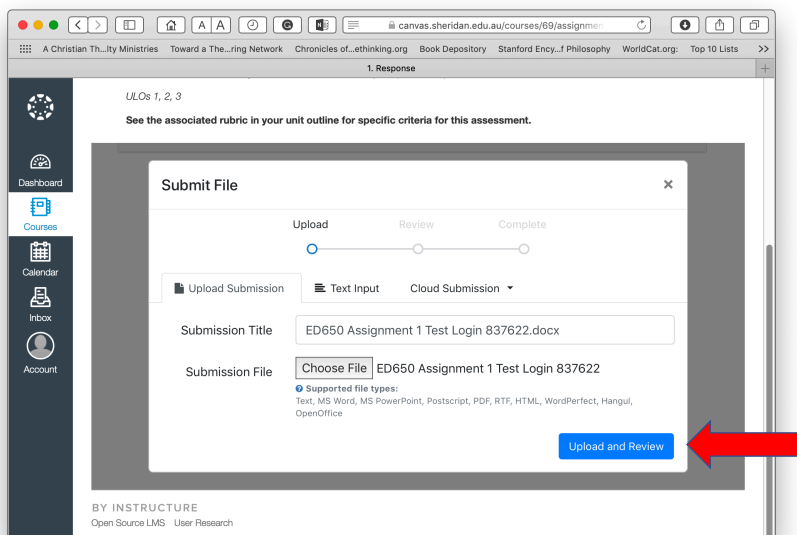 A A
canvas.sheridan.edu.au/courses/69/assignmen
A Christian Th...lty Ministries Toward a The...ring Network Chronicles of...ethinking.org Book Depository Stanford Ency...f Philosophy WorldCat.org: Top 10 Lists >>
1. Response +
ULOs 1, 2, 3
See the associated rubric in your unit outline for specific criteria for this assessment.
Dashboard
Courses
Calendar
Inbox
Account
Submit File ×
Upload Review Complete
Upload Submission Text Input Cloud Submission
Submission Title ED650 Assignment 1 Test Login 837622.docx
Submission File Choose File ED650 Assignment 1 Test Login 837622
Supported file types:
Text, MS Word, MS PowerPoint, Postscript, PDF, RTF, HTML, WordPerfect, Hangul,
OpenOffice
Upload and Review
BY INSTRUCTURE
Open Source LMS User Research